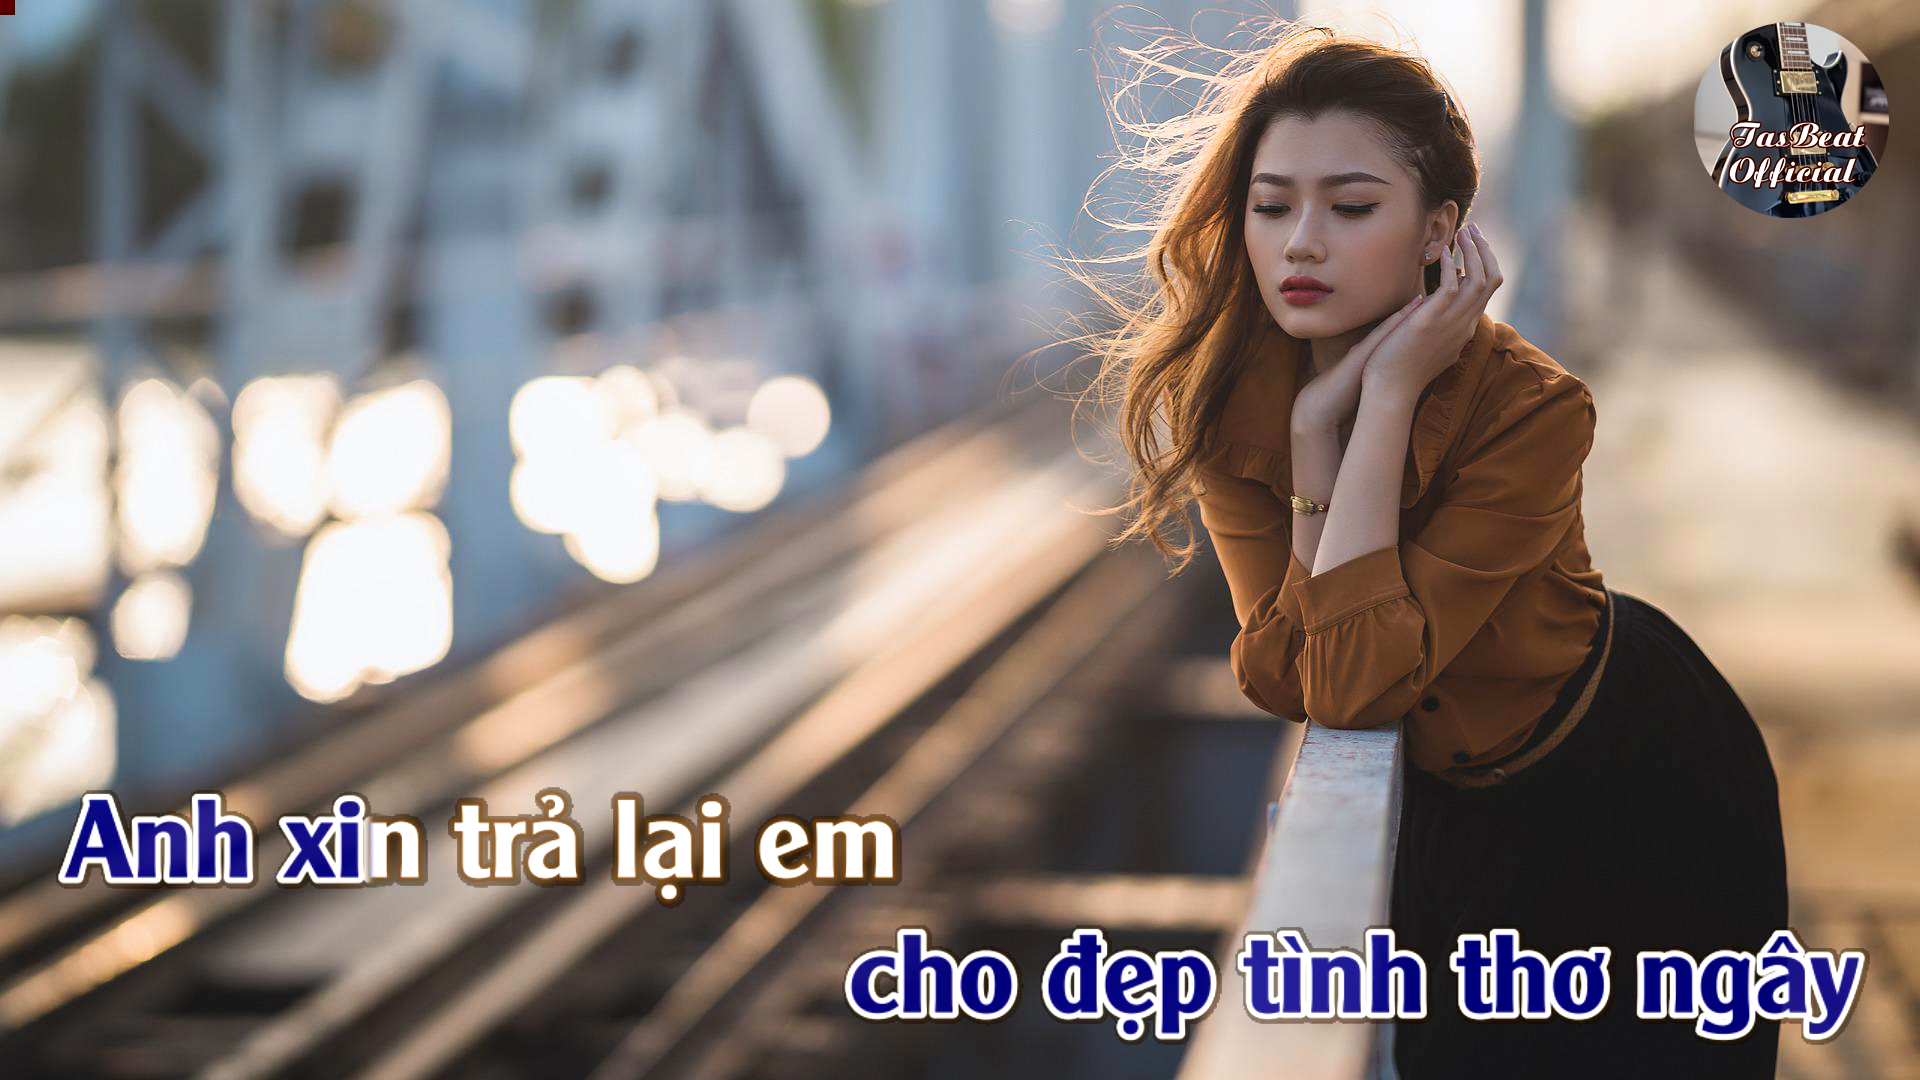 TasBeat
Official
Anh xin trả lại em
cho đẹp tình thơ ngây